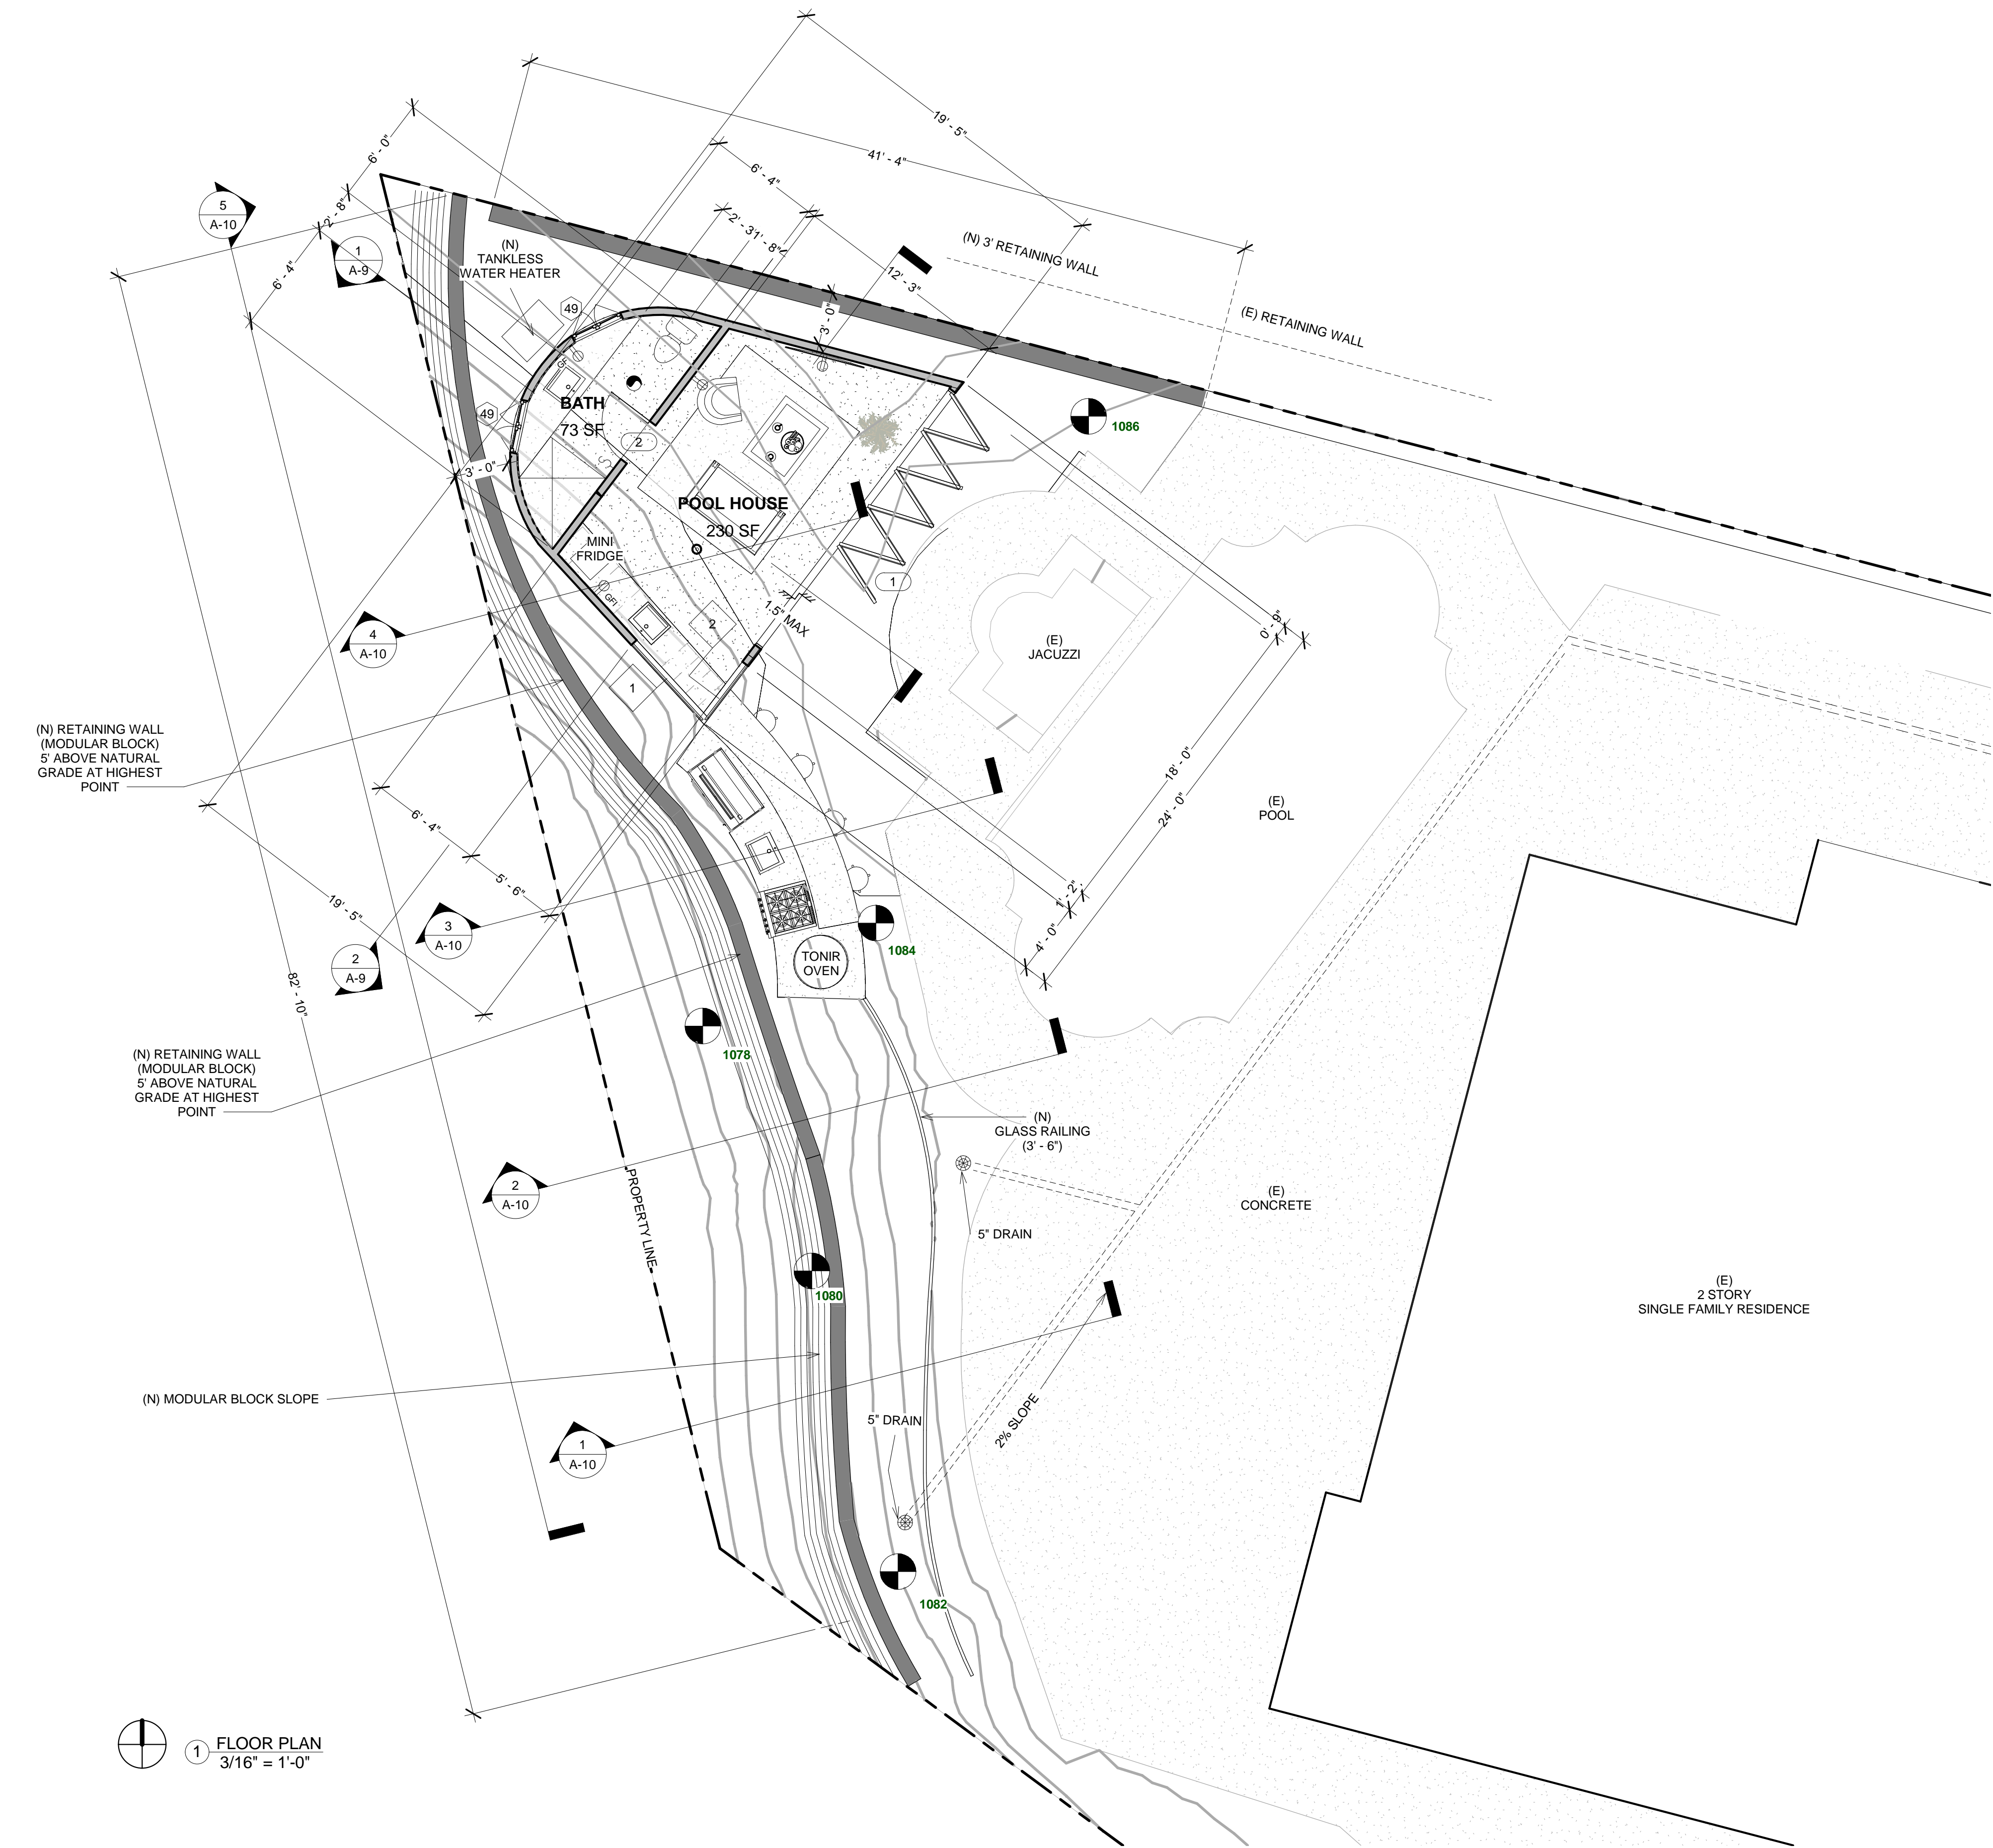 19' - 5"
41' - 4"
6' - 0"
6' - 4"
2' - 8"
5
A-10
2' - 3
1' - 8"
(N) 3' RETAINING WALL
(N)
TANKLESS
WATER HEATER
1
A-9
6' - 4"
12' - 3"
3' - 0"
49
(E) RETAINING WALL
GFI
BATH
73 SF
49
2
1086
3' - 0"
S
POOL HOUSE
230 SF
MINI
FRIDGE
1
GFI
1.5" MAX
2
0' - 9"
4
A-10
(E)
JACUZZI
1
(N) RETAINING WALL
(MODULAR BLOCK)
5' ABOVE NATURAL
GRADE AT HIGHEST
POINT
18' - 0"
24' - 0"
(E)
POOL
6' - 4"
5' - 6"
19' - 5"
1' - 2"
3
A-10
4' - 0"
1084
2
A-9
TONIR
OVEN
82' - 10"
1078
(N) RETAINING WALL
(MODULAR BLOCK)
5' ABOVE NATURAL
GRADE AT HIGHEST
POINT
(N)
GLASS RAILING
(3' - 6")
2
A-10
PROPERTY LINE
(E)
CONCRETE
5" DRAIN
1080
(E)
2 STORY
SINGLE FAMILY RESIDENCE
(N) MODULAR BLOCK SLOPE
5" DRAIN
2% SLOPE
1
A-10
1082
1
FLOOR PLAN
3/16" = 1'-0"